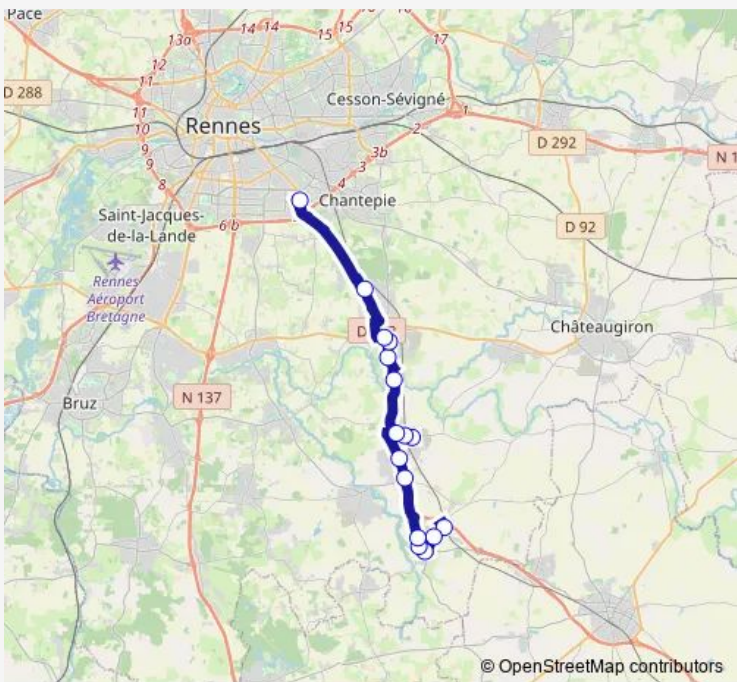 Pace
14
14
15
15
13a
16
17
12
11
D 288
11
Cesson-Sévigné
1
11
10
Rennes
2
9
3b
D 292
N 1
9
3
8
4
Chantepie
Saint-Jacques-
de-la-Lande
6 b
D 92
Rennes
Aéroport
Bretagne
Châteaugiron
N 137
Bruz
© OpenStreetMap contributors